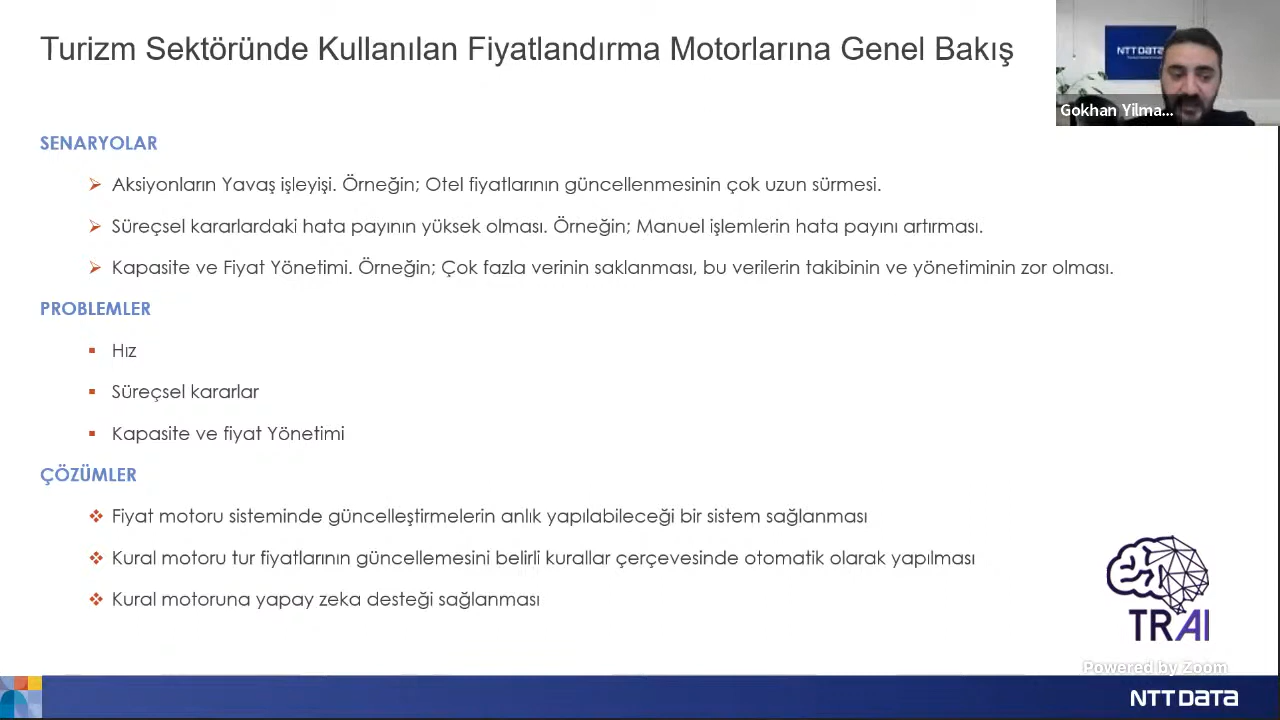 Turizm Sektöründe Kullanılan Fiyatlandırma Motorlarına Genel Bakış
NTT DATA
Gokhan Yilma...
SENARYOLAR
Aksiyonların Yavaş işleyişi. Örneğin; Otel fiyatlarının güncellenmesinin çok uzun sürmesi.
Süreçsel kararlardaki hata payının yüksek olması. Örneğin; Manuel işlemlerin hata payını artırması.
Kapasite ve Fiyat Yönetimi. Örneğin; Çok fazla verinin saklanması, bu verilerin takibinin ve yönetiminin zor olması.
PROBLEMLER
Hız
Süreçsel kararlar
Kapasite ve fiyat Yönetimi
ÇÖZÜMLER
Fiyat motoru sisteminde güncelleştirmelerin anlık yapılabileceği bir sistem sağlanması
Kural motoru tur fiyatlarının güncellemesini belirli kurallar çerçevesinde otomatik olarak yapılması
Kural motoruna yapay zeka desteği sağlanması
TRAI
Powered by Zoom
NTT DATA